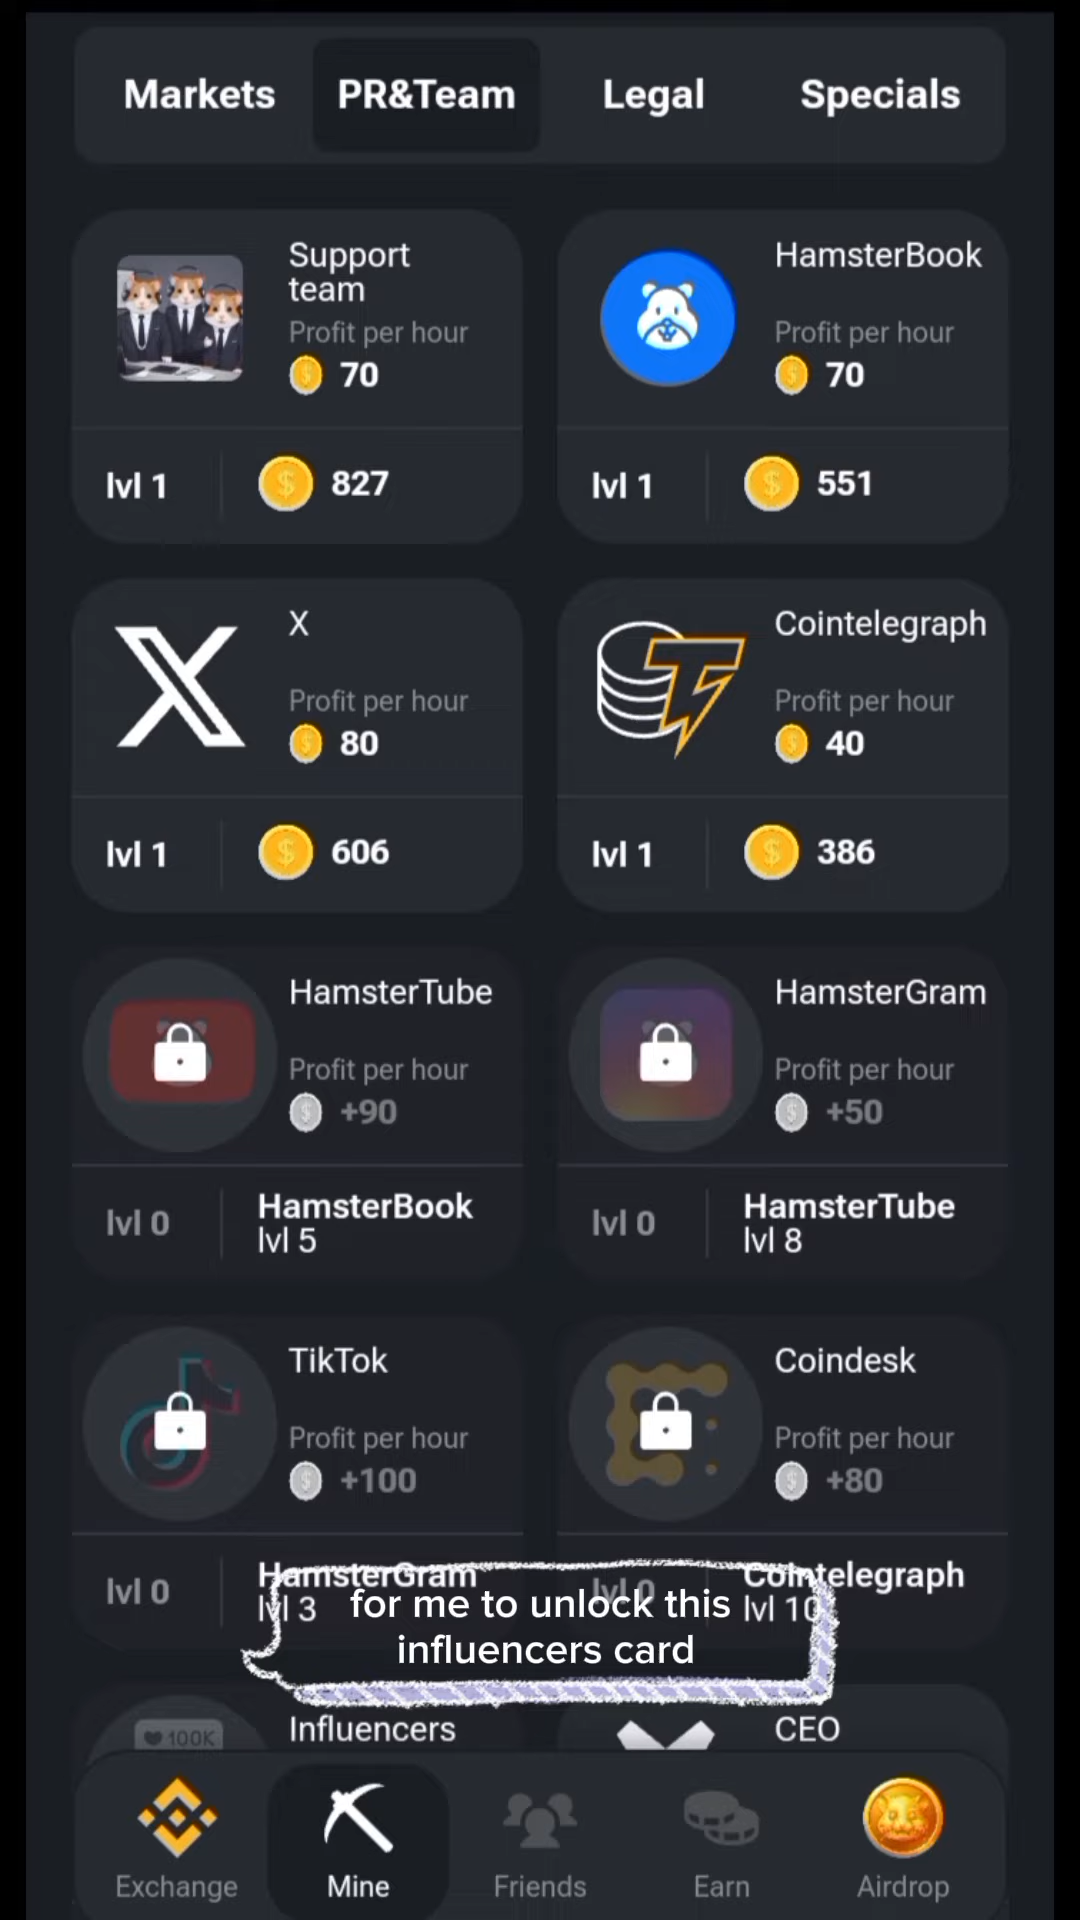 Markets PR&Team Legal Specials
Support
team
Profit per hour
70
lvl 1 827
HamsterBook
Profit per hour
70
lvl 1 551
X
Profit per hour
80
lvl 1 606
Cointelegraph
Profit per hour
40
lvl 1 386
HamsterTube
Profit per hour
+90
lvl 0 HamsterBook
lvl 5
HamsterGram
Profit per hour
+50
lvl 0 HamsterTube
lvl 8
TikTok
Profit per hour
+100
lvl 0 HamsterGram
lvl 3
Coindesk
Profit per hour
+80
lvl 0 Cointelegraph
lvl 10
for me to unlock this
influencers card
100K
Influencers
CEO
Exchange Mine Friends Earn Airdrop